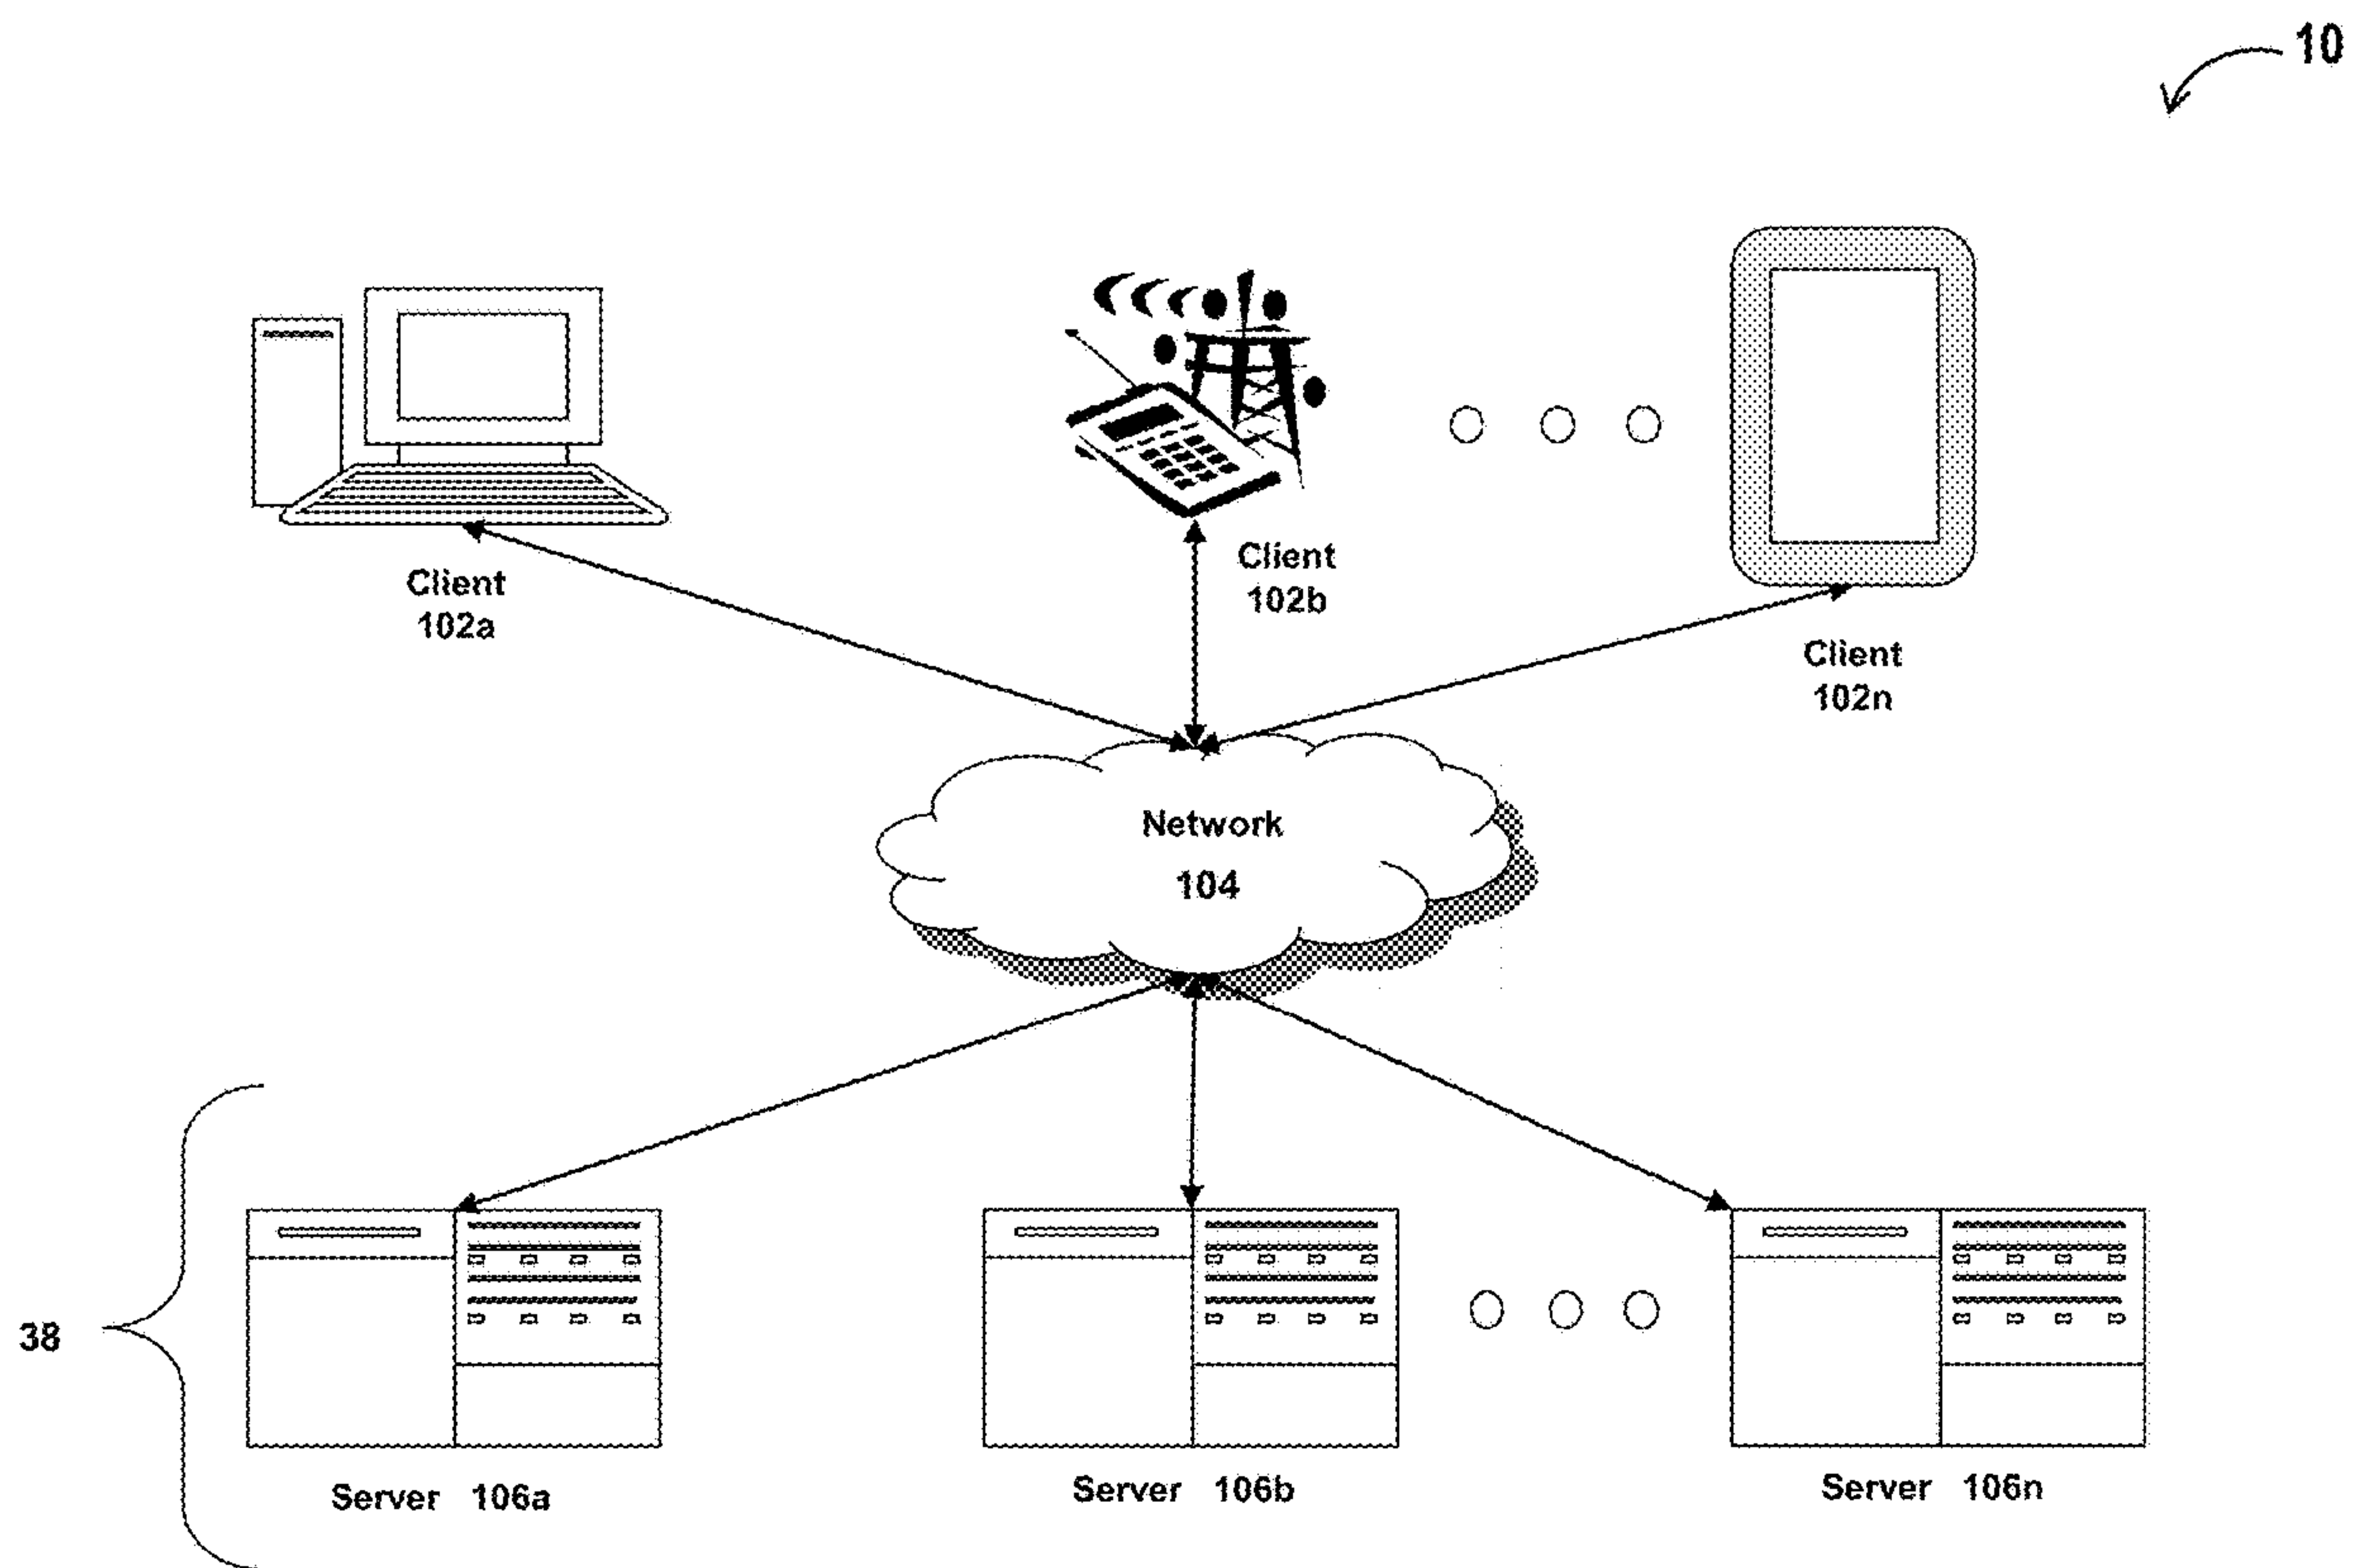 10
Client
102a
Client
102b
Client
102n
Network
104
38
Server 106a
Server 106b
Server 106n